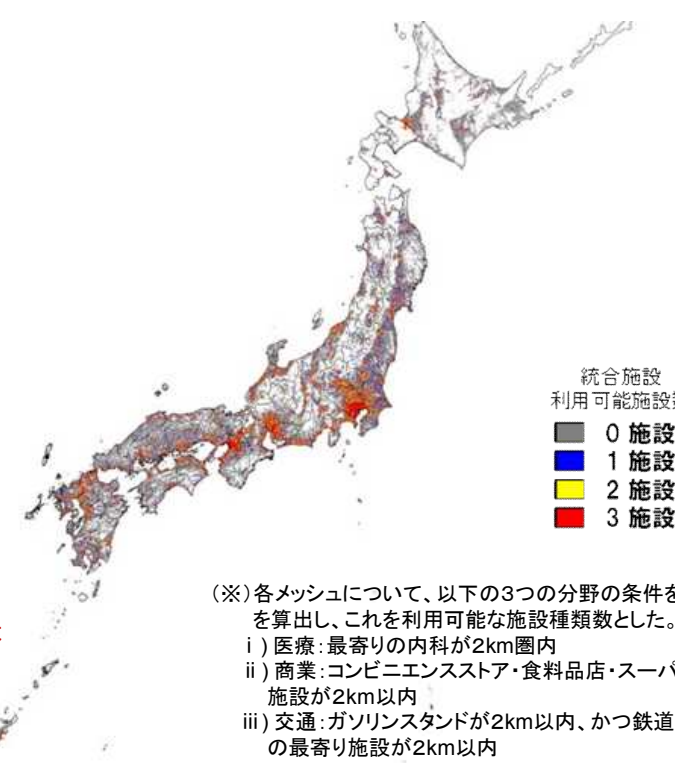 統合施設
利用可能施設
0 施設
1 施設
2 施設
3 施設
(※)各メッシュについて、以下の3つの分野の条件を
を算出し、これを利用可能な施設種類数とした。
ⅰ) 医療:最寄りの内科が2km圏内
ⅱ) 商業:コンビニエンスストア・食料品店・スーパ
施設が2km以内
ⅲ) 交通:ガソリンスタンドが2km以内、かつ鉄道
の最寄り施設が2km以内